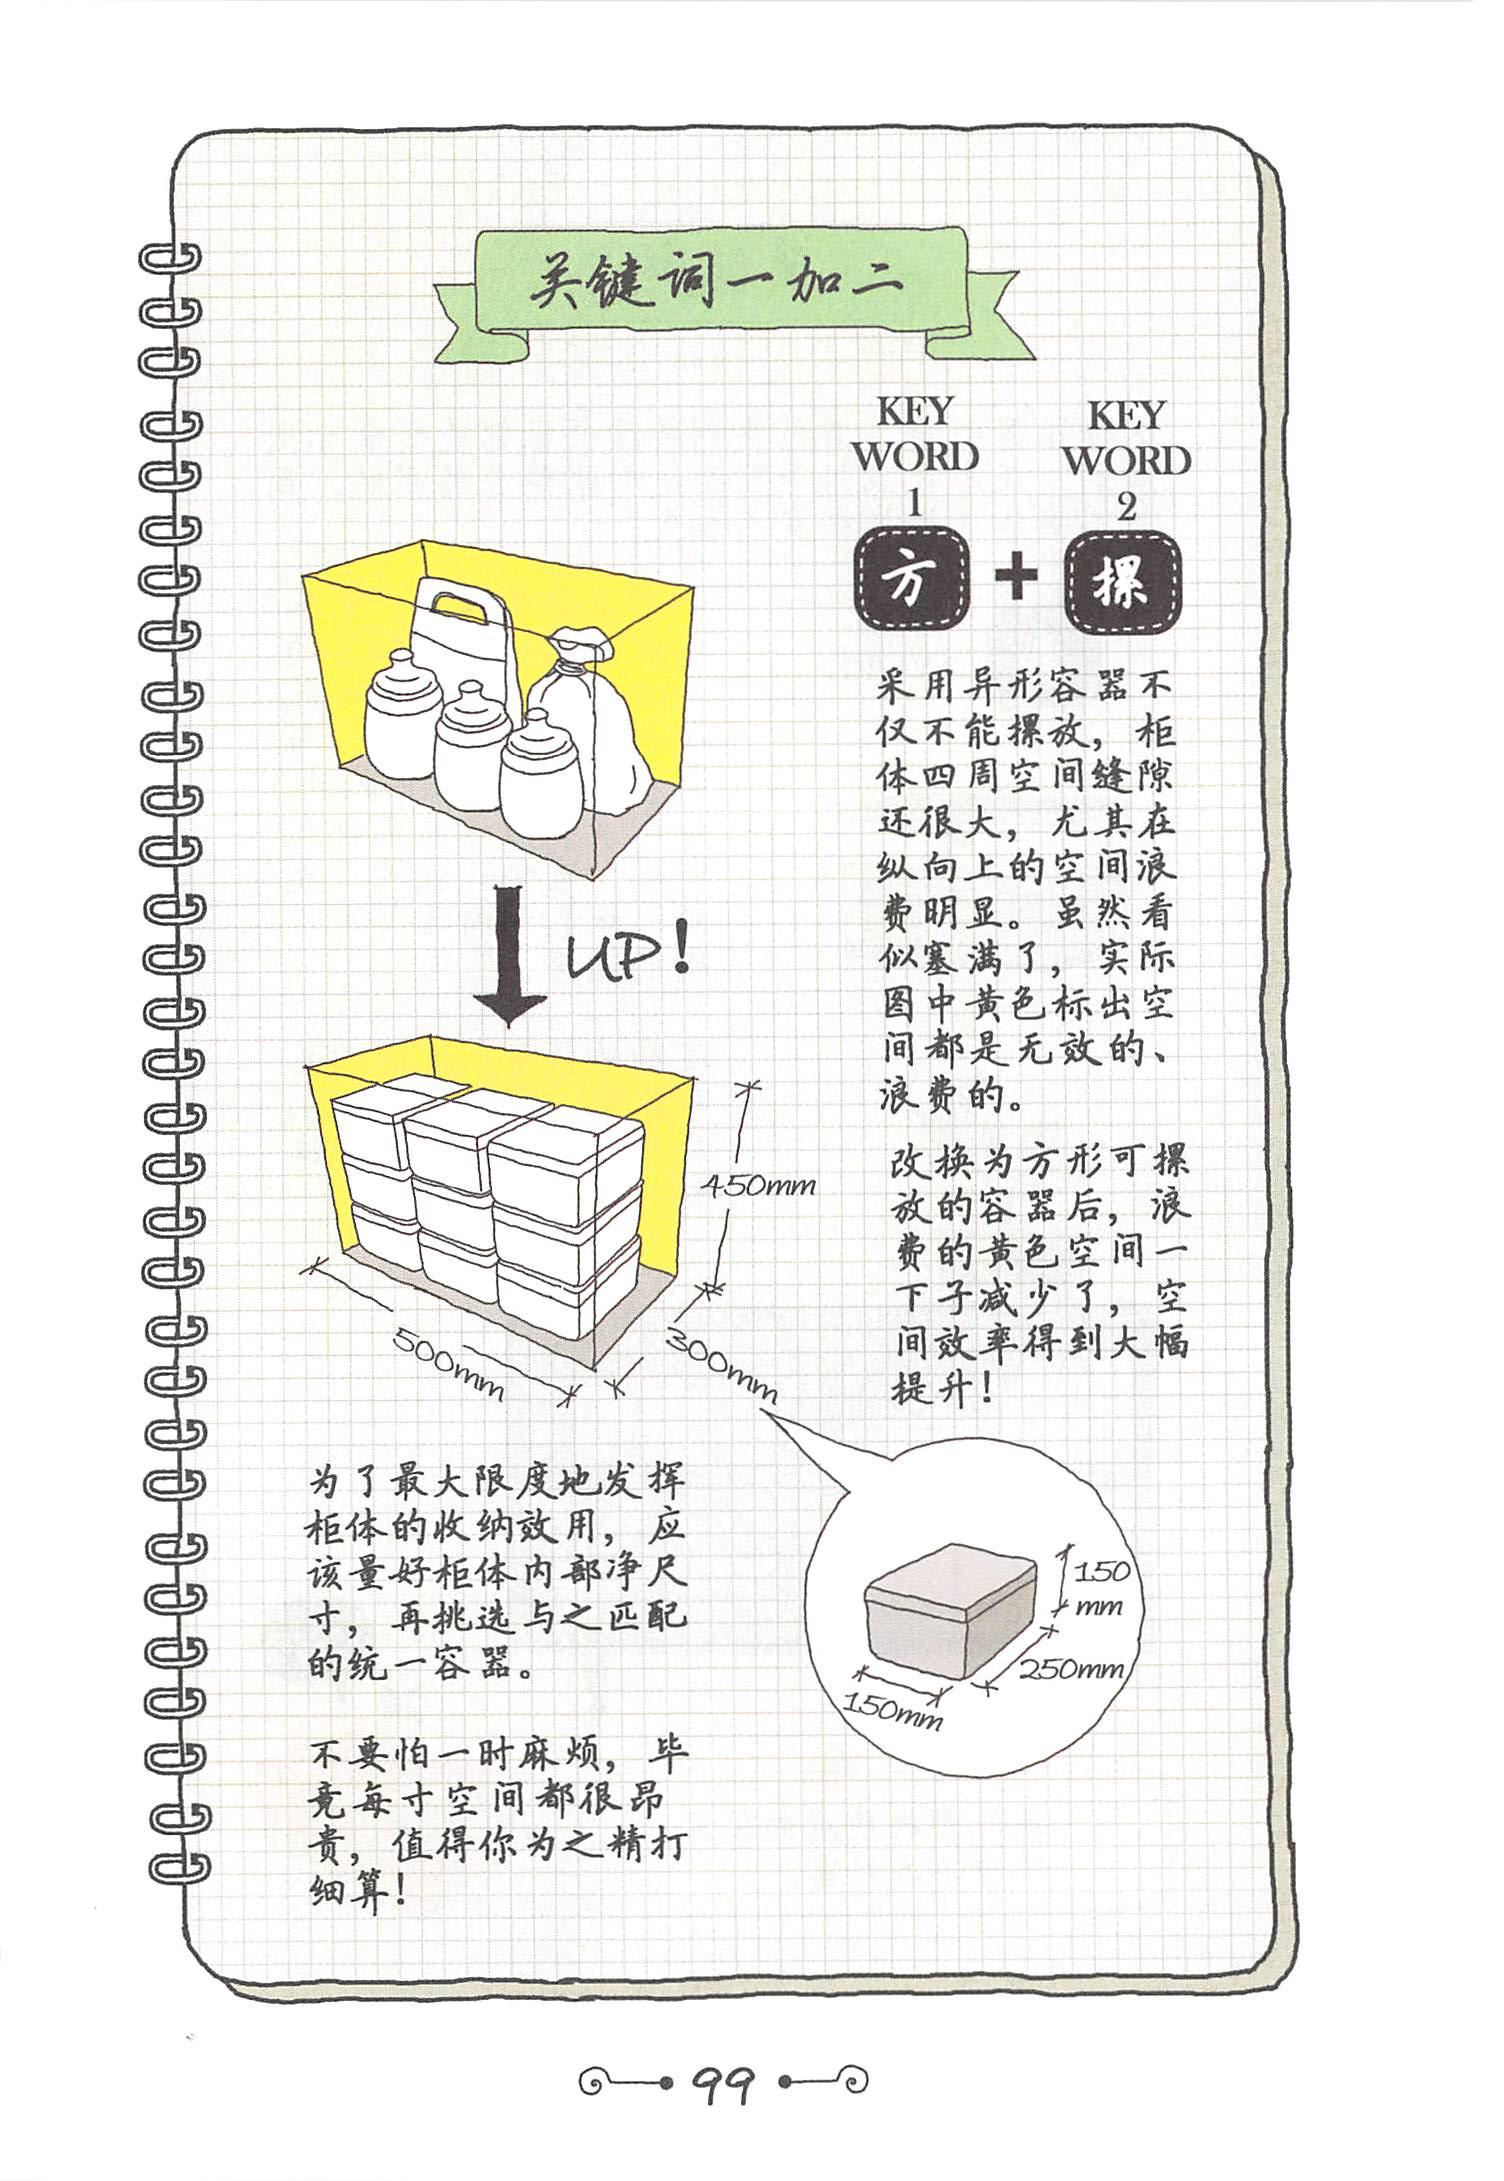 关键词一加二
KEY
WORD
1
KEY
WORD
2
方 + 摞
采用异形容器不
仅不能摞放，柜
体四周空间缝隙
还很大，尤其在
纵向上的空间浪
费明显。虽然看
似塞满了，实际
图中黄色标出空
间都是无效的、
浪费的。
UP!
改换为方形可摞
放的容器后，浪
费的黄色空间一
下子减少了，空
间效率得到大幅
提升！
450mm
500mm
300mm
为了最大限度地发挥
柜体的收纳效用，应
该量好柜体内部净尺
寸，再挑选与之匹配
的统一容器。
150
mm
250mm
150mm
不要怕一时麻烦，毕
竟每寸空间都很昂
贵，值得你为之精打
细算！
99